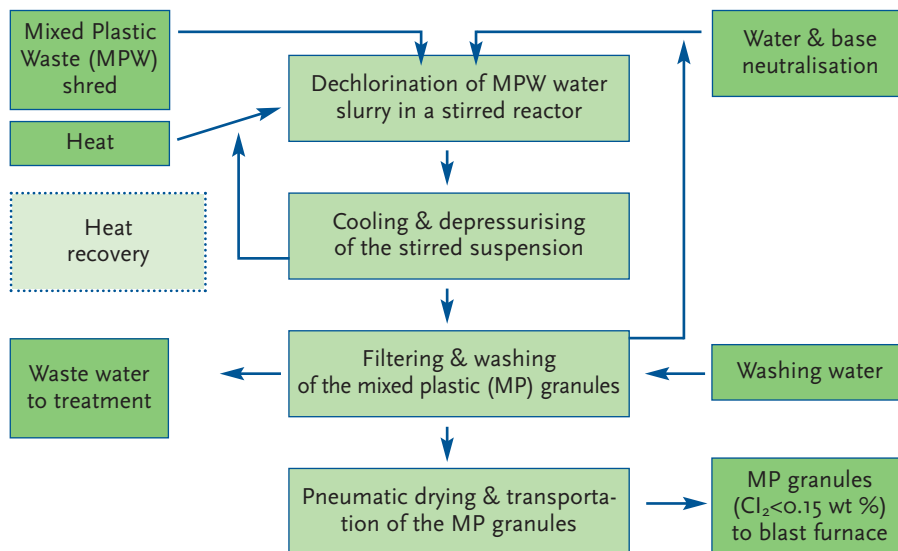 Mixed Plastic
Waste (MPW)
shred
Heat
Heat
recovery
Waste water
to treatment
Dechlorination of MPW water
slurry in a stirred reactor
Cooling & depressurising
of the stirred suspension
Filtering & washing
of the mixed plastic (MP) granules
Pneumatic drying & transporta-
tion of the MP granules
Water & base
neutralisation
Washing water
MP granules
(Cl₂<0.15 wt %)
to blast furnace